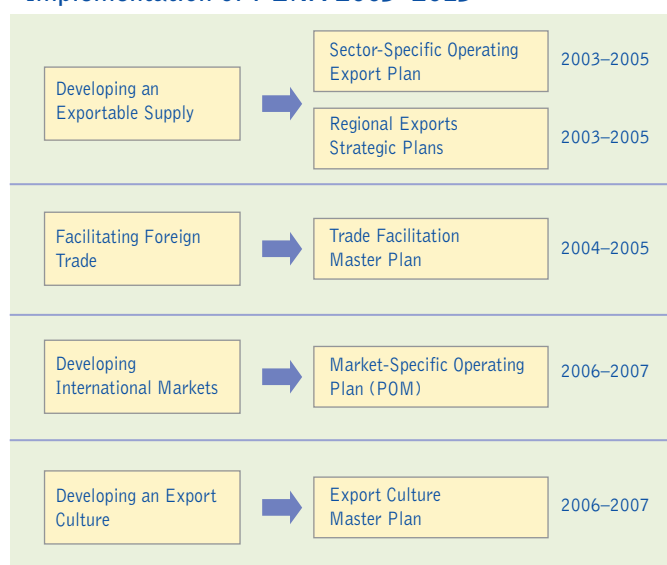 Implementation of
Developing an
Exportable Supply
Sector-Specific Operating
Export Plan
2003–2005
Regional Exports
Strategic Plans
2003–2005
Facilitating Foreign
Trade
Trade Facilitation
Master Plan
2004–2005
Developing
International Markets
Market-Specific Operating
Plan (POM)
2006–2007
Developing an Export
Culture
Export Culture
Master Plan
2006–2007